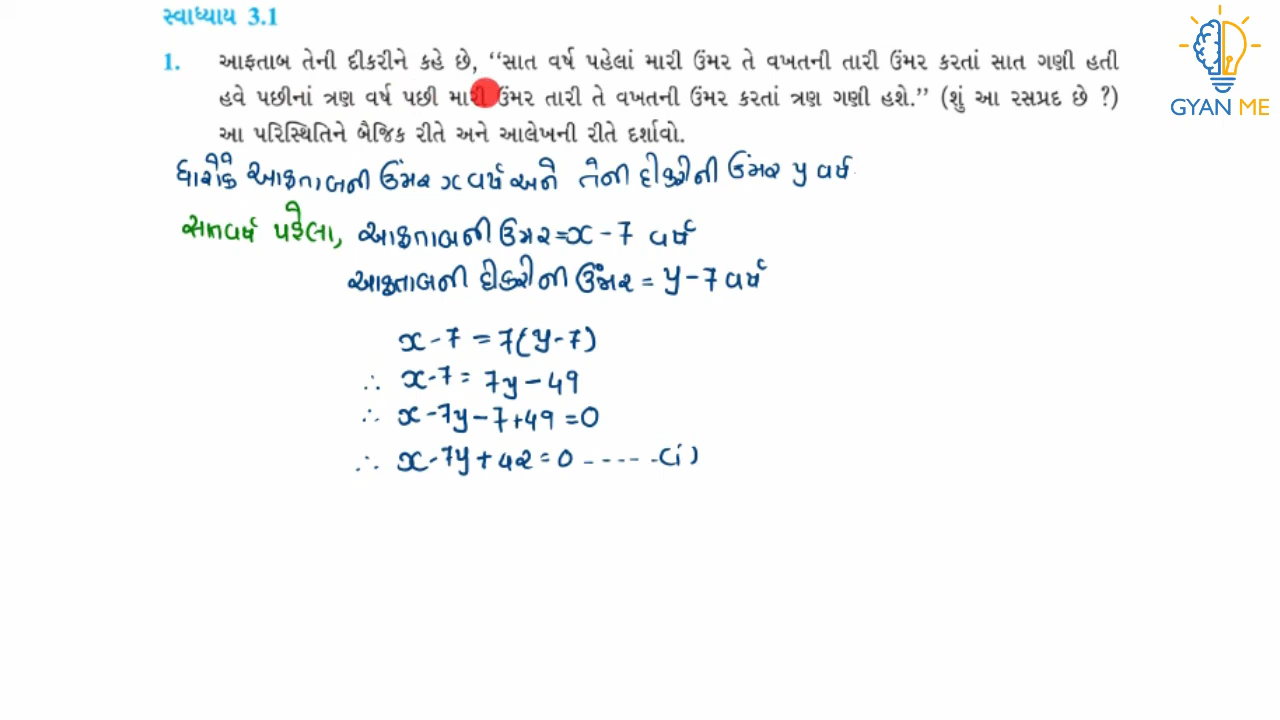 સ્વાધ્યાય 3.1
GYAN ME
1. આફતાબ તેની દીકરીને કહે છે, ‘‘સાત વર્ષ પહેલાં મારી ઉંમર તે વખતની તારી ઉંમર કરતાં સાત ગણી હતી
હવે પછીનાં ત્રણ વર્ષ પછી મારી ઉંમર તારી તે વખતની ઉંમર કરતાં ત્રણ ગણી હશે.’’ (શું આ રસપ્રદ છે ?)
આ પરિસ્થિતિને બૈજિક રીતે અને આલેખની રીતે દર્શાવો.
ધારોકે આફતાબની ઉંમર x વર્ષ અને તેની દીકરીની ઉંમર y વર્ષ
સાતવર્ષ પહેલા, આફતાબની ઉંમર = x - 7 વર્ષ
આફતાબની દીકરીની ઉંમર = y - 7 વર્ષ
x - 7 = 7(y - 7)
∴ x - 7 = 7y - 49
∴ x - 7y - 7 + 49 = 0
∴ x - 7y + 42 = 0 ----- (i)